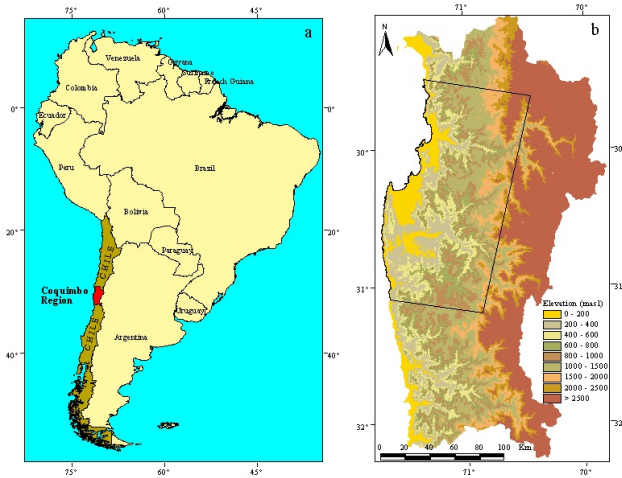 75°
60°
45°
a
Venezuela
Guyana
Suriname
French Guiana
Colombia
0°
0°
Ecuador
Peru
Brazil
Bolivia
20°
20°
Paraguay
CHILE
Coquimbo
Region
Uruguay
CHILE
Argentina
40°
40°
75°
60°
45°
71°
70°
b
N
30°
30
31°
31
Elevation (masl)
0 - 200
200 - 400
400 - 600
600 - 800
800 - 1000
1000 - 1500
1500 - 2000
2000 - 2500
> 2500
32°
32
0 20 40 60 80 100 Km
71°
70°